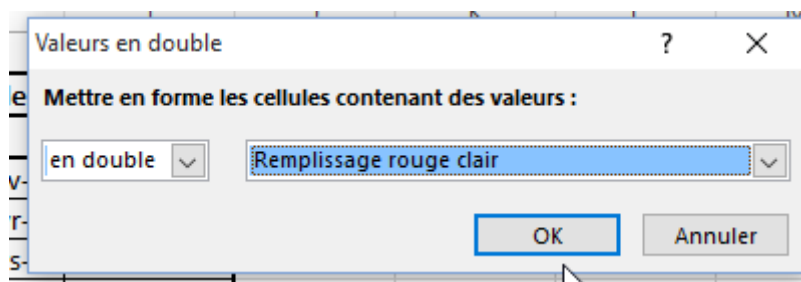 Valeurs en double ?
Mettre en forme les cellules contenant des valeurs :
en double Remplissage rouge clair
OK Annuler